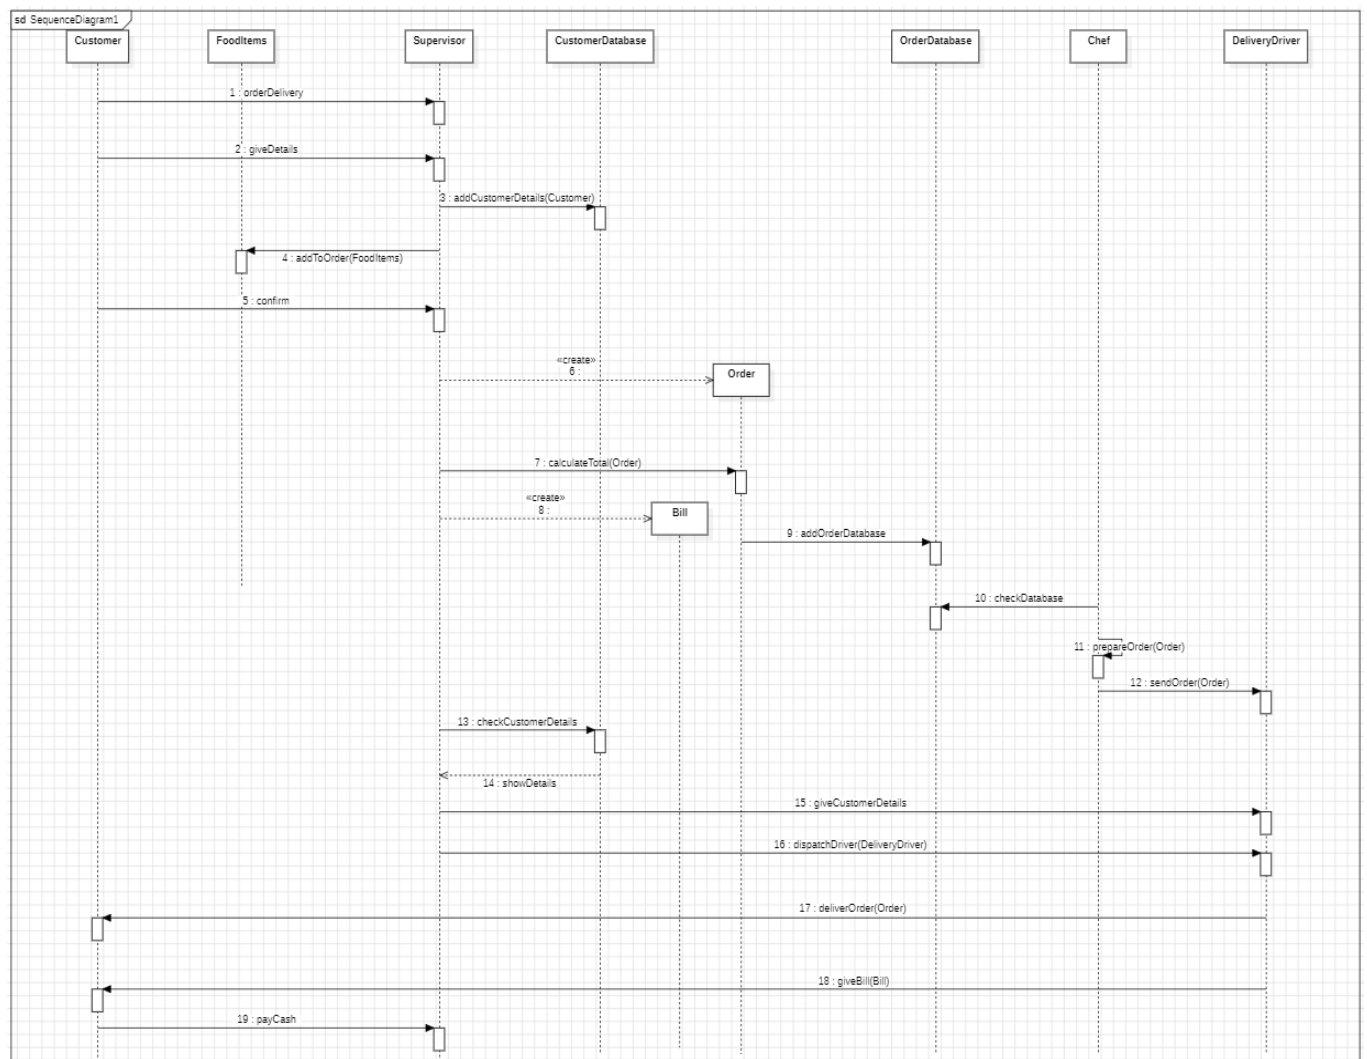 sd SequenceDiagram1
Customer
FoodItems
Supervisor
CustomerDatabase
OrderDatabase
Chef
DeliveryDriver
1 : orderDelivery
2 : giveDetails
3 : addCustomerDetails(Customer)
4 : addToOrder(FoodItems)
5 : confirm
«create»
6 :
Order
7 : calculateTotal(Order)
«create»
8 :
Bill
9 : addOrderDatabase
10 : checkDatabase
11 : prepareOrder(Order)
12 : sendOrder(Order)
13 : checkCustomerDetails
14 : showDetails
15 : giveCustomerDetails
16 : dispatchDriver(DeliveryDriver)
17 : deliverOrder(Order)
18 : giveBill(Bill)
19 : payCash